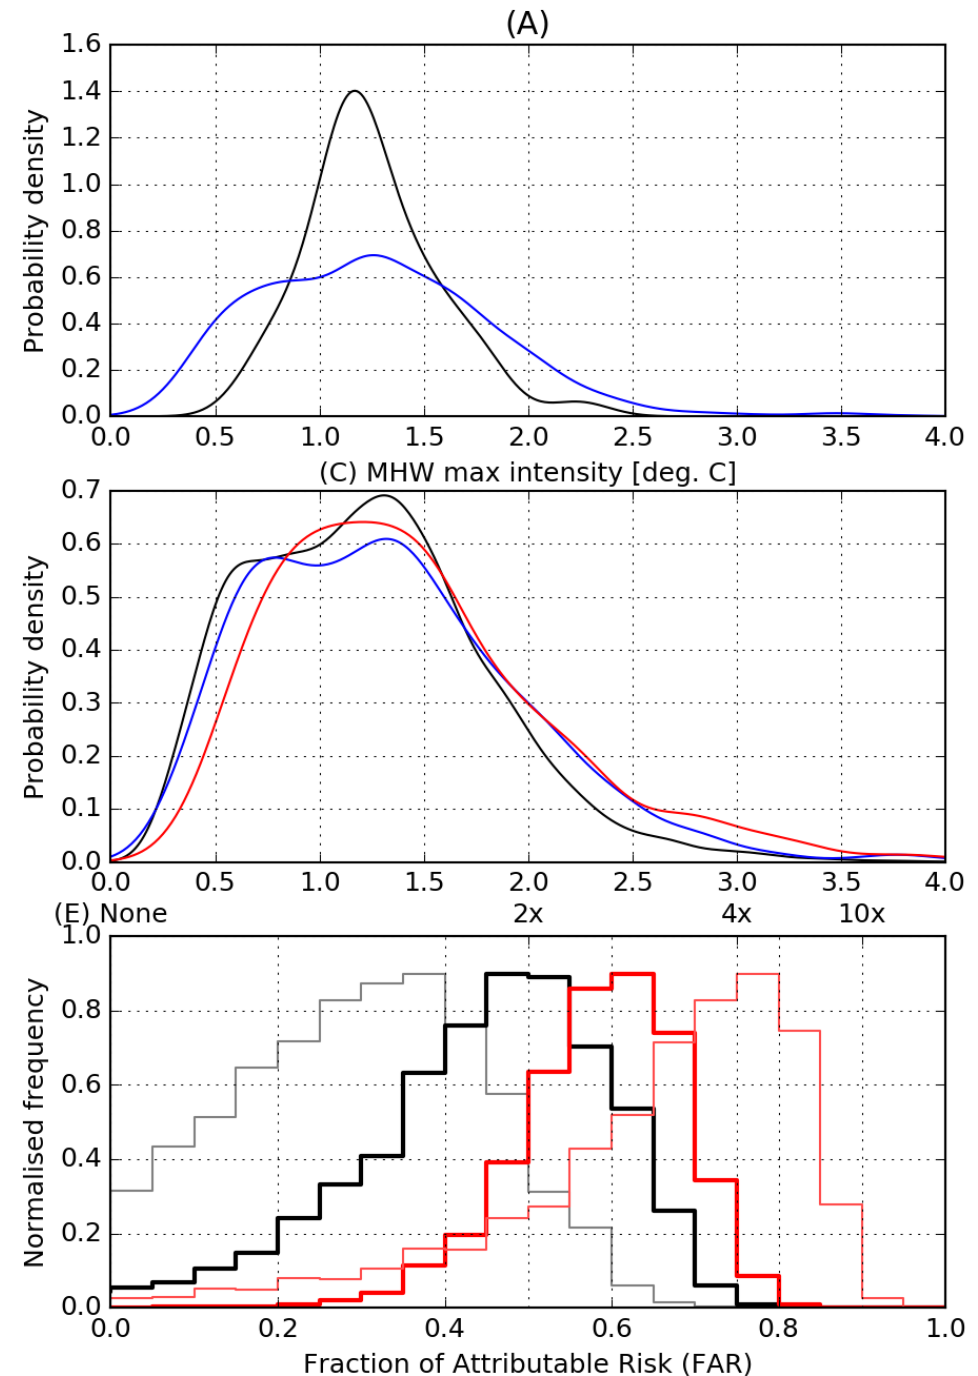 (A)
1.6
1.4
1.2
1.0
0.8
0.6
0.4
0.2
0.0
Probability density
0.0 0.5 1.0 1.5 2.0 2.5 3.0 3.5 4.0
(C) MHW max intensity [deg. C]
0.7
0.6
0.5
0.4
0.3
0.2
0.1
0.0
Probability density
0.0 0.5 1.0 1.5 2.0 2.5 3.0 3.5 4.0
(E) None 2x 4x 10x
1.0
0.8
0.6
0.4
0.2
0.0
Normalised frequency
0.0 0.2 0.4 0.6 0.8 1.0
Fraction of Attributable Risk (FAR)